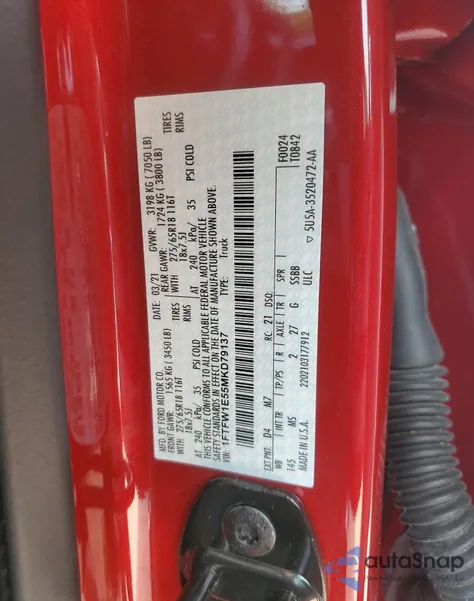 MFD. BY FORD MOTOR CO.
DATE: 03/21 GVWR: 3198 KG ( 7050 LB)
FRONT GAWR: 1565 KG ( 3450 LB) REAR GAWR: 1724 KG ( 3800 LB)
WITH 275/65R18 116T TIRES WITH 275/65R18 116T TIRES
18x7.5J RIMS 18x7.5J RIMS
AT 240 kPa/ 35 PSI COLD AT 240 kPa/ 35 PSI COLD
THIS VEHICLE CONFORMS TO ALL APPLICABLE FEDERAL MOTOR VEHICLE
SAFETY STANDARDS IN EFFECT ON THE DATE OF MANUFACTURE SHOWN ABOVE.
VIN: 1FTFW1E55MKD79137 TYPE: Truck
F0024
T0842
EXT PNT: D4 M7 RC: 21 DSO:
WB INT TR TP/PS R AXLE TR SPR
145 MS 2 27 G SSBB
2202103177912 ULC
MADE IN U.S.A. 5U5A-3520472-AA
autoSnap